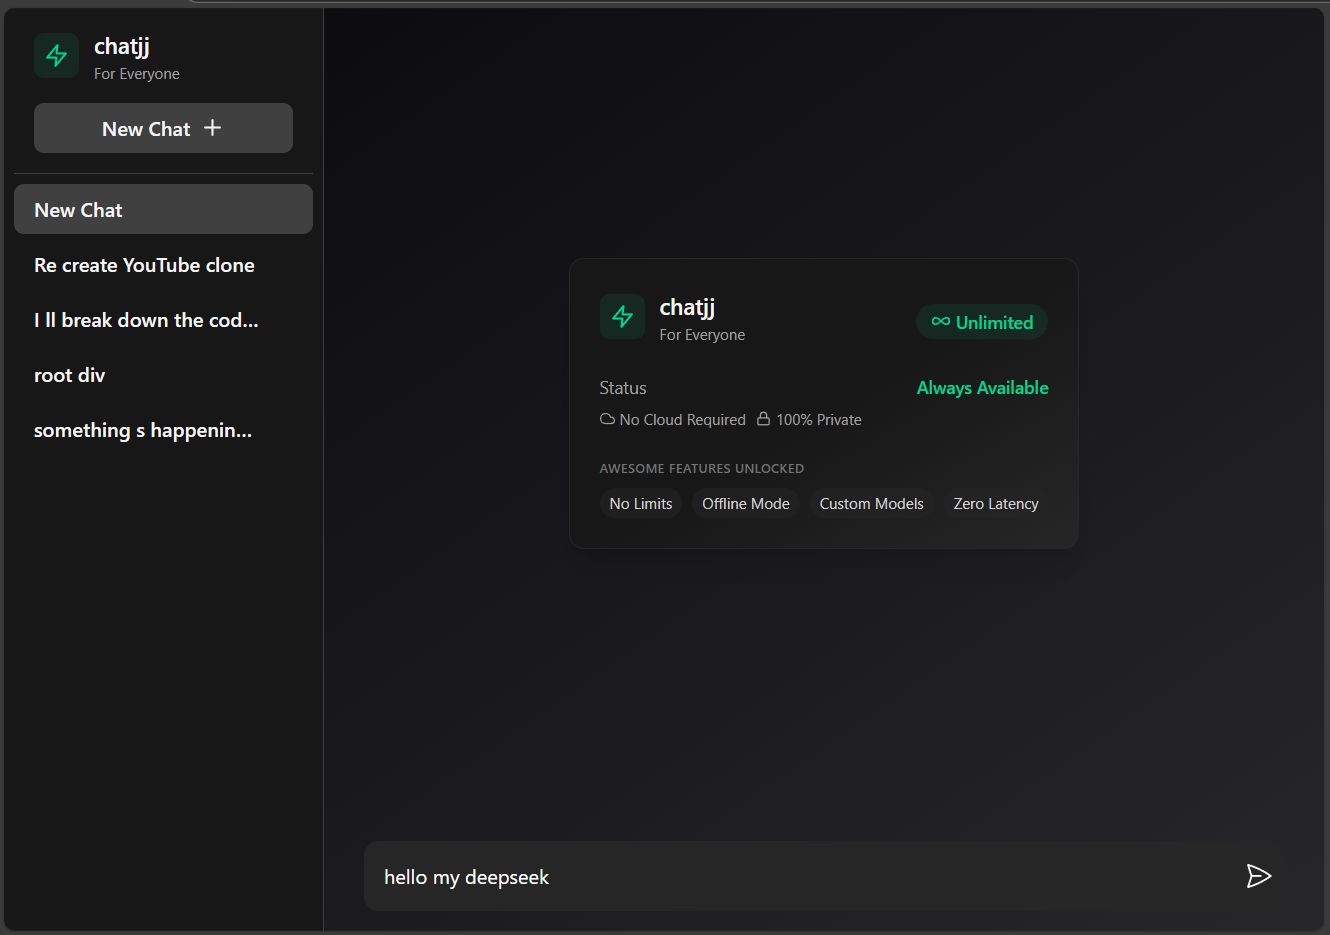 chatjj
For Everyone
New Chat
New Chat
Re create YouTube clone
I ll break down the cod...
root div
something s happenin...
chatjj
For Everyone
Unlimited
Status
Always Available
No Cloud Required
100% Private
AWESOME FEATURES UNLOCKED
No Limits
Offline Mode
Custom Models
Zero Latency
hello my deepseek